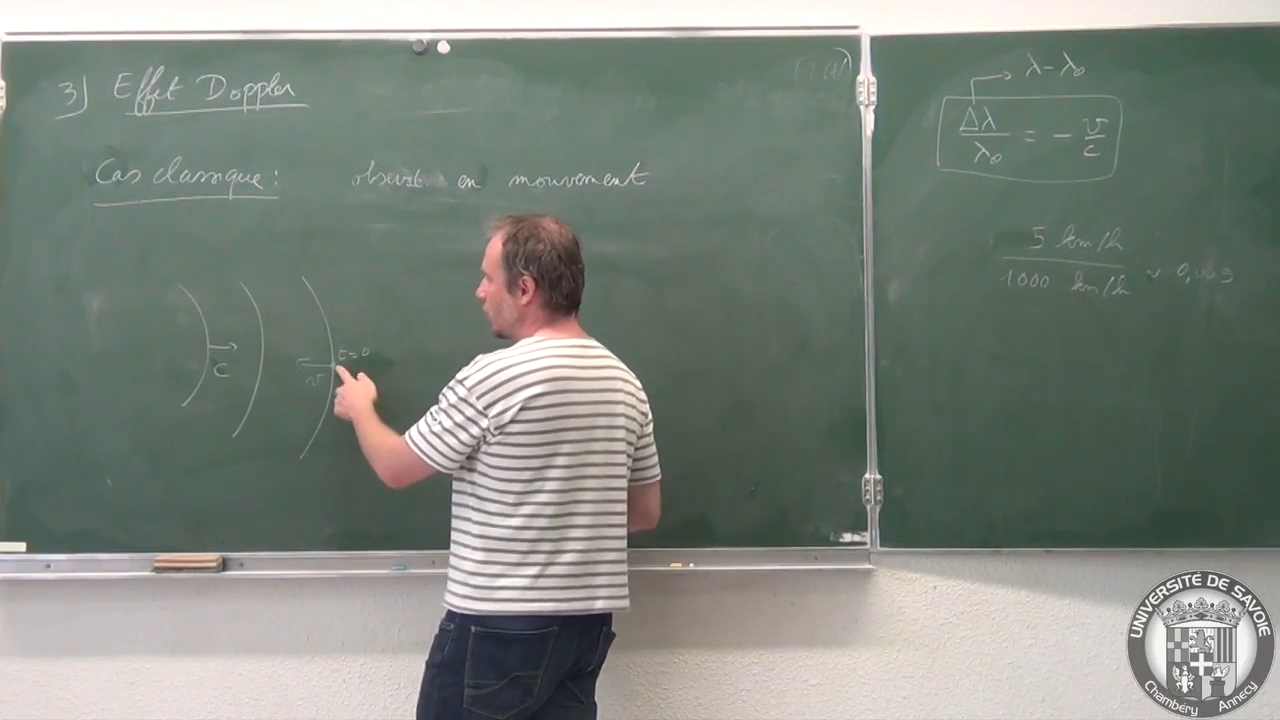 3) Effet Doppler
Cas classique : observat. en mouvement
c
v
t=0
λ-λ₀
Δλ/λ₀ = - v/c
5 km/h
1000 km/h
UNIVERSITÉ DE SAVOIE
Chambéry Annecy